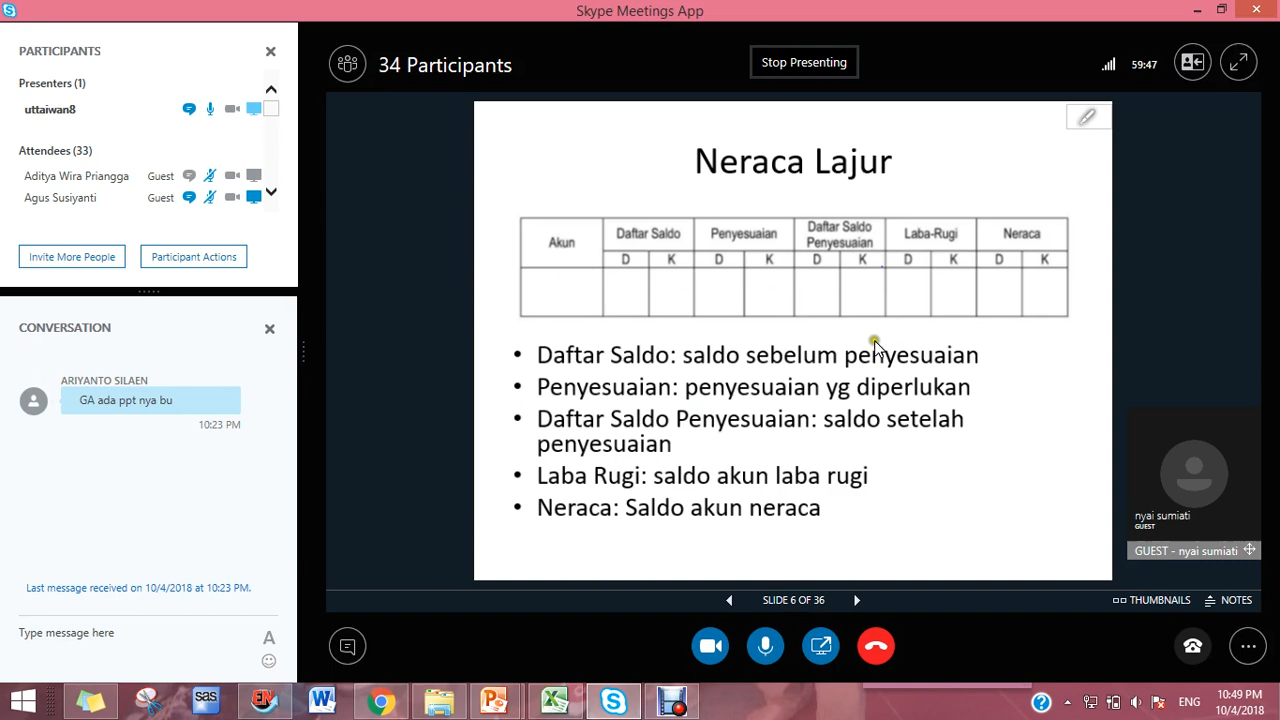 Skype Meetings App
PARTICIPANTS
Presenters (1)
uttaiwan8
Attendees (33)
Aditya Wira Priangga Guest
Agus Susiyanti Guest
Invite More People
Participant Actions
CONVERSATION
ARIYANTO SILAEN
GA ada ppt nya bu
10:23 PM
Last message received on 10/4/2018 at 10:23 PM.
Type message here
A
34 Participants
Stop Presenting
59:47
Neraca Lajur
Akun Daftar Saldo Penyesuaian Daftar Saldo Penyesuaian Laba-Rugi Neraca
D K D K D K D K D K
• Daftar Saldo: saldo sebelum penyesuaian
• Penyesuaian: penyesuaian yg diperlukan
• Daftar Saldo Penyesuaian: saldo setelah
penyesuaian
• Laba Rugi: saldo akun laba rugi
• Neraca: Saldo akun neraca
nyai sumiati
GUEST
GUEST - nyai sumiati
SLIDE 6 OF 36
THUMBNAILS
NOTES
sas
EN
ENG
10:49 PM
10/4/2018